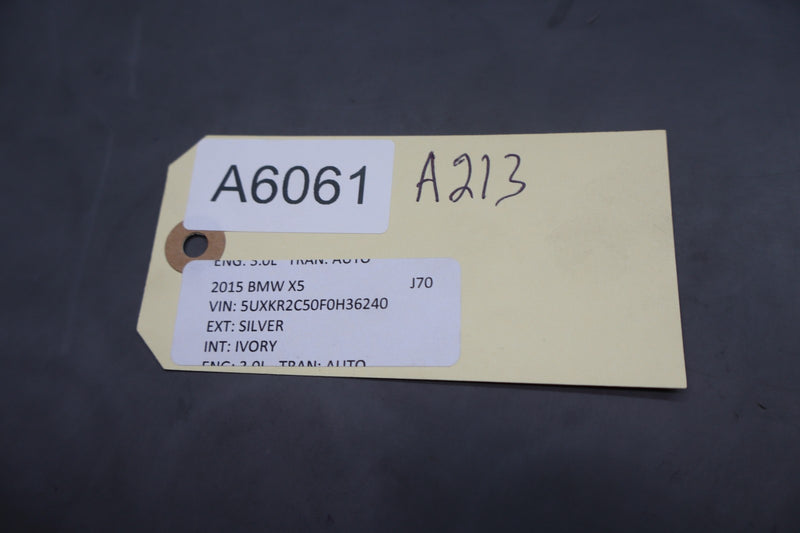 A6061 A213
ENG: 3.0L TRAN: AUTO
2015 BMW X5 J70
VIN: 5UXKR2C50F0H36240
EXT: SILVER
INT: IVORY
ENG: 3.0L TRAN: AUTO